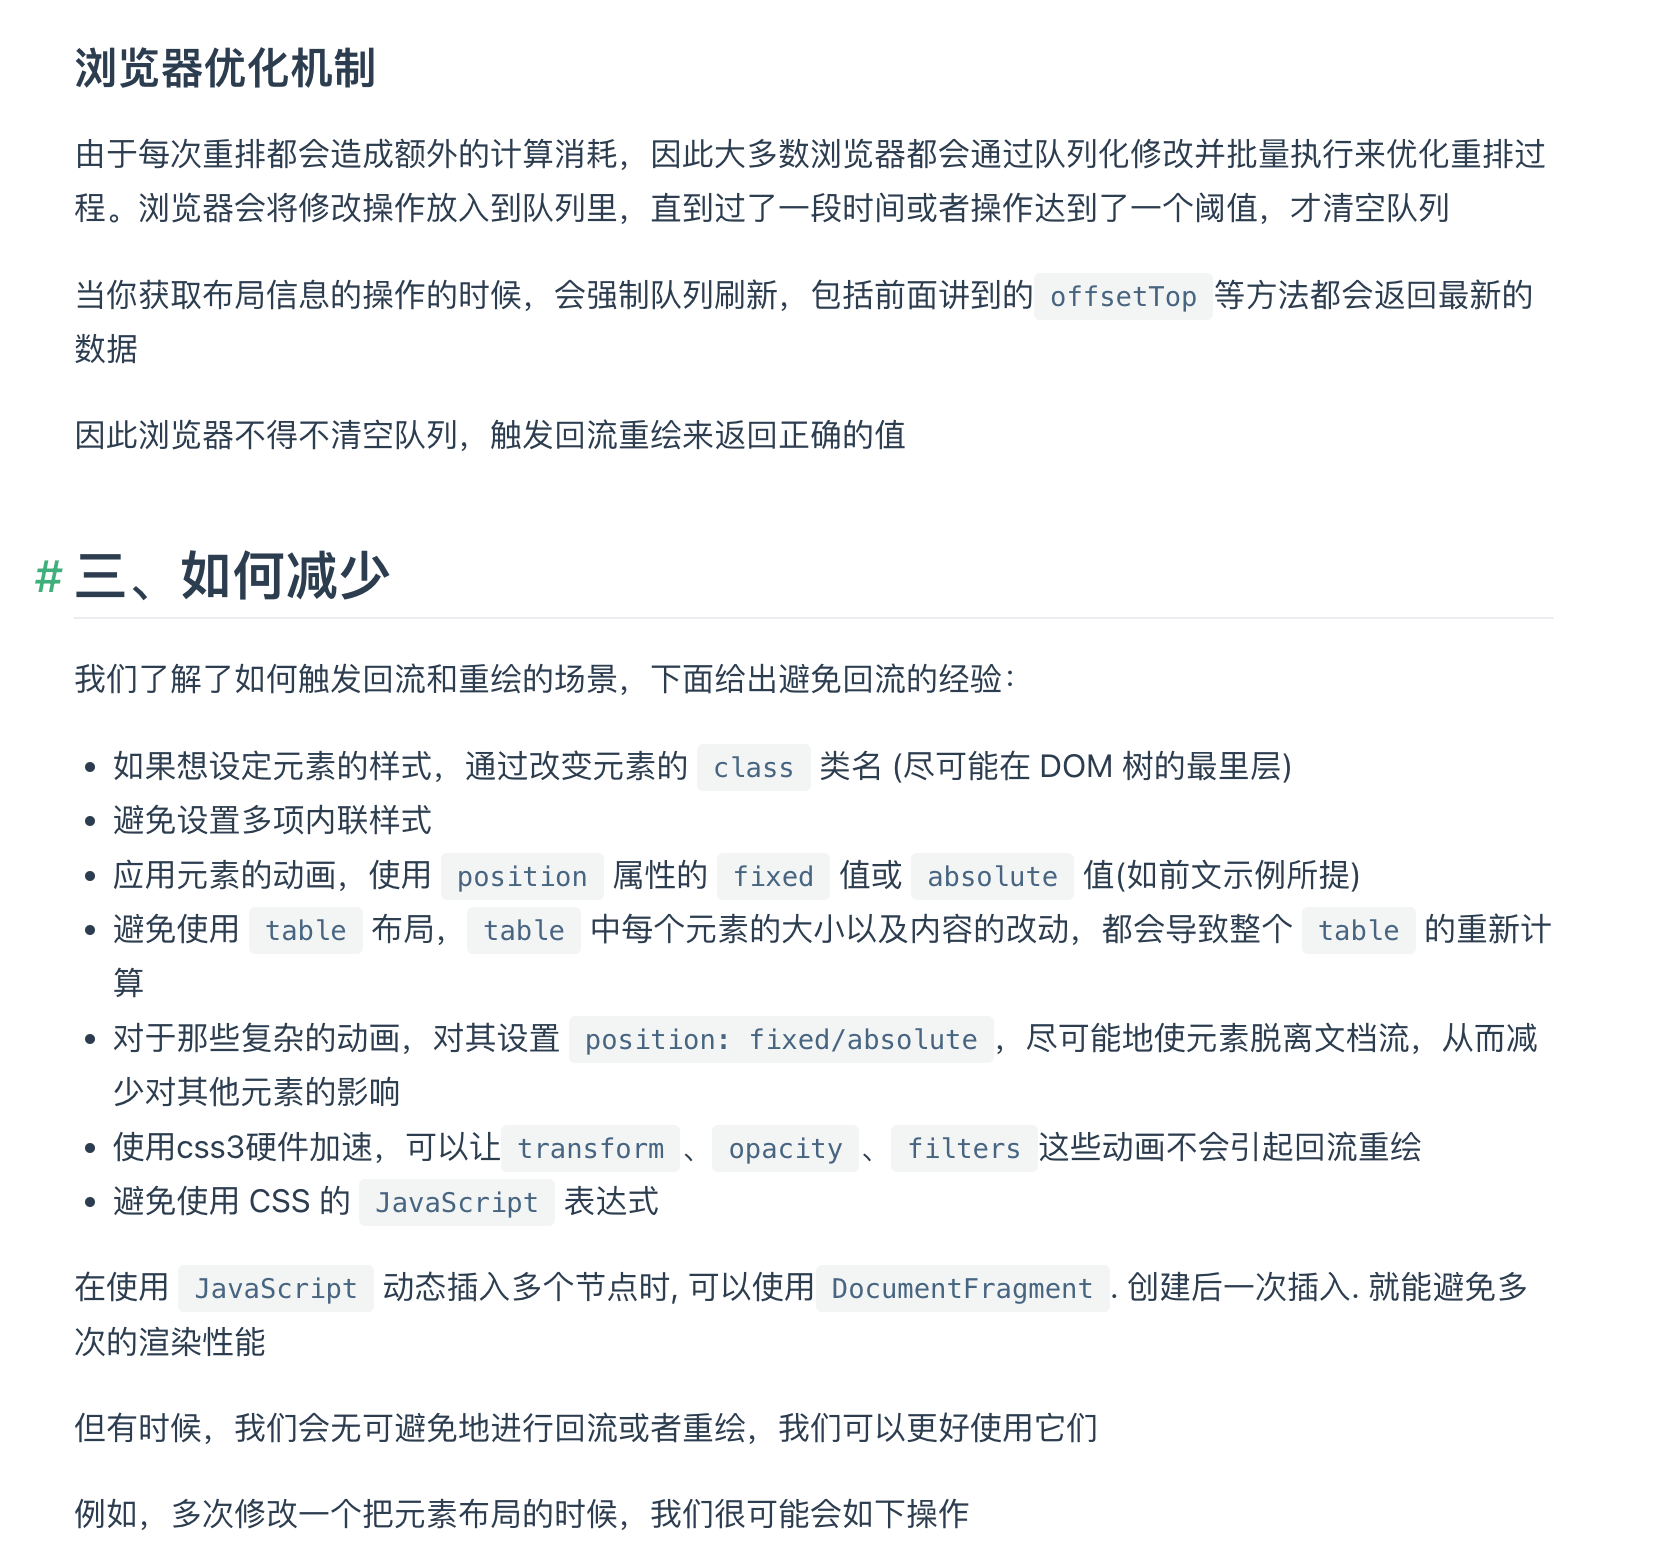 浏览器优化机制
由于每次重排都会造成额外的计算消耗，因此大多数浏览器都会通过队列化修改并批量执行来优化重排过
程。浏览器会将修改操作放入到队列里，直到过了一段时间或者操作达到了一个阈值，才清空队列
当你获取布局信息的操作的时候，会强制队列刷新，包括前面讲到的 offsetTop 等方法都会返回最新的
数据
因此浏览器不得不清空队列，触发回流重绘来返回正确的值
# 三、如何减少
我们了解了如何触发回流和重绘的场景，下面给出避免回流的经验：
• 如果想设定元素的样式，通过改变元素的 class 类名 (尽可能在 DOM 树的最里层)
• 避免设置多项内联样式
• 应用元素的动画，使用 position 属性的 fixed 值或 absolute 值(如前文示例所提)
• 避免使用 table 布局， table 中每个元素的大小以及内容的改动，都会导致整个 table 的重新计
算
• 对于那些复杂的动画，对其设置 position: fixed/absolute ，尽可能地使元素脱离文档流，从而减
少对其他元素的影响
• 使用css3硬件加速，可以让 transform 、 opacity 、 filters 这些动画不会引起回流重绘
• 避免使用 CSS 的 JavaScript 表达式
在使用 JavaScript 动态插入多个节点时, 可以使用 DocumentFragment . 创建后一次插入. 就能避免多
次的渲染性能
但有时候，我们会无可避免地进行回流或者重绘，我们可以更好使用它们
例如，多次修改一个把元素布局的时候，我们很可能会如下操作